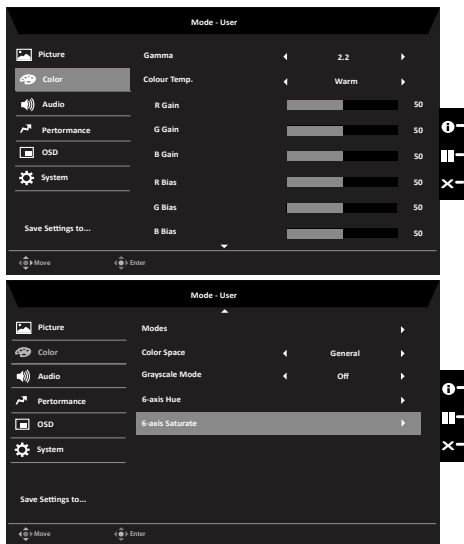 Mode - User
Picture
Gamma 2.2
Color
Colour Temp. Warm
Audio
R Gain 50
Pertormance
G Gain 50
OSD
B Gain 50
System
R Bias 50
G Bias 50
Save Settings to...
B Bias 50
Move Enter
Mode - User
Picture
Modes
Color
Color Space General
Audio
Grayscale Mode Off
Pertormance
6-axis Hue
OSD
6-axis Saturate
System
Save Settings to...
Move Enter